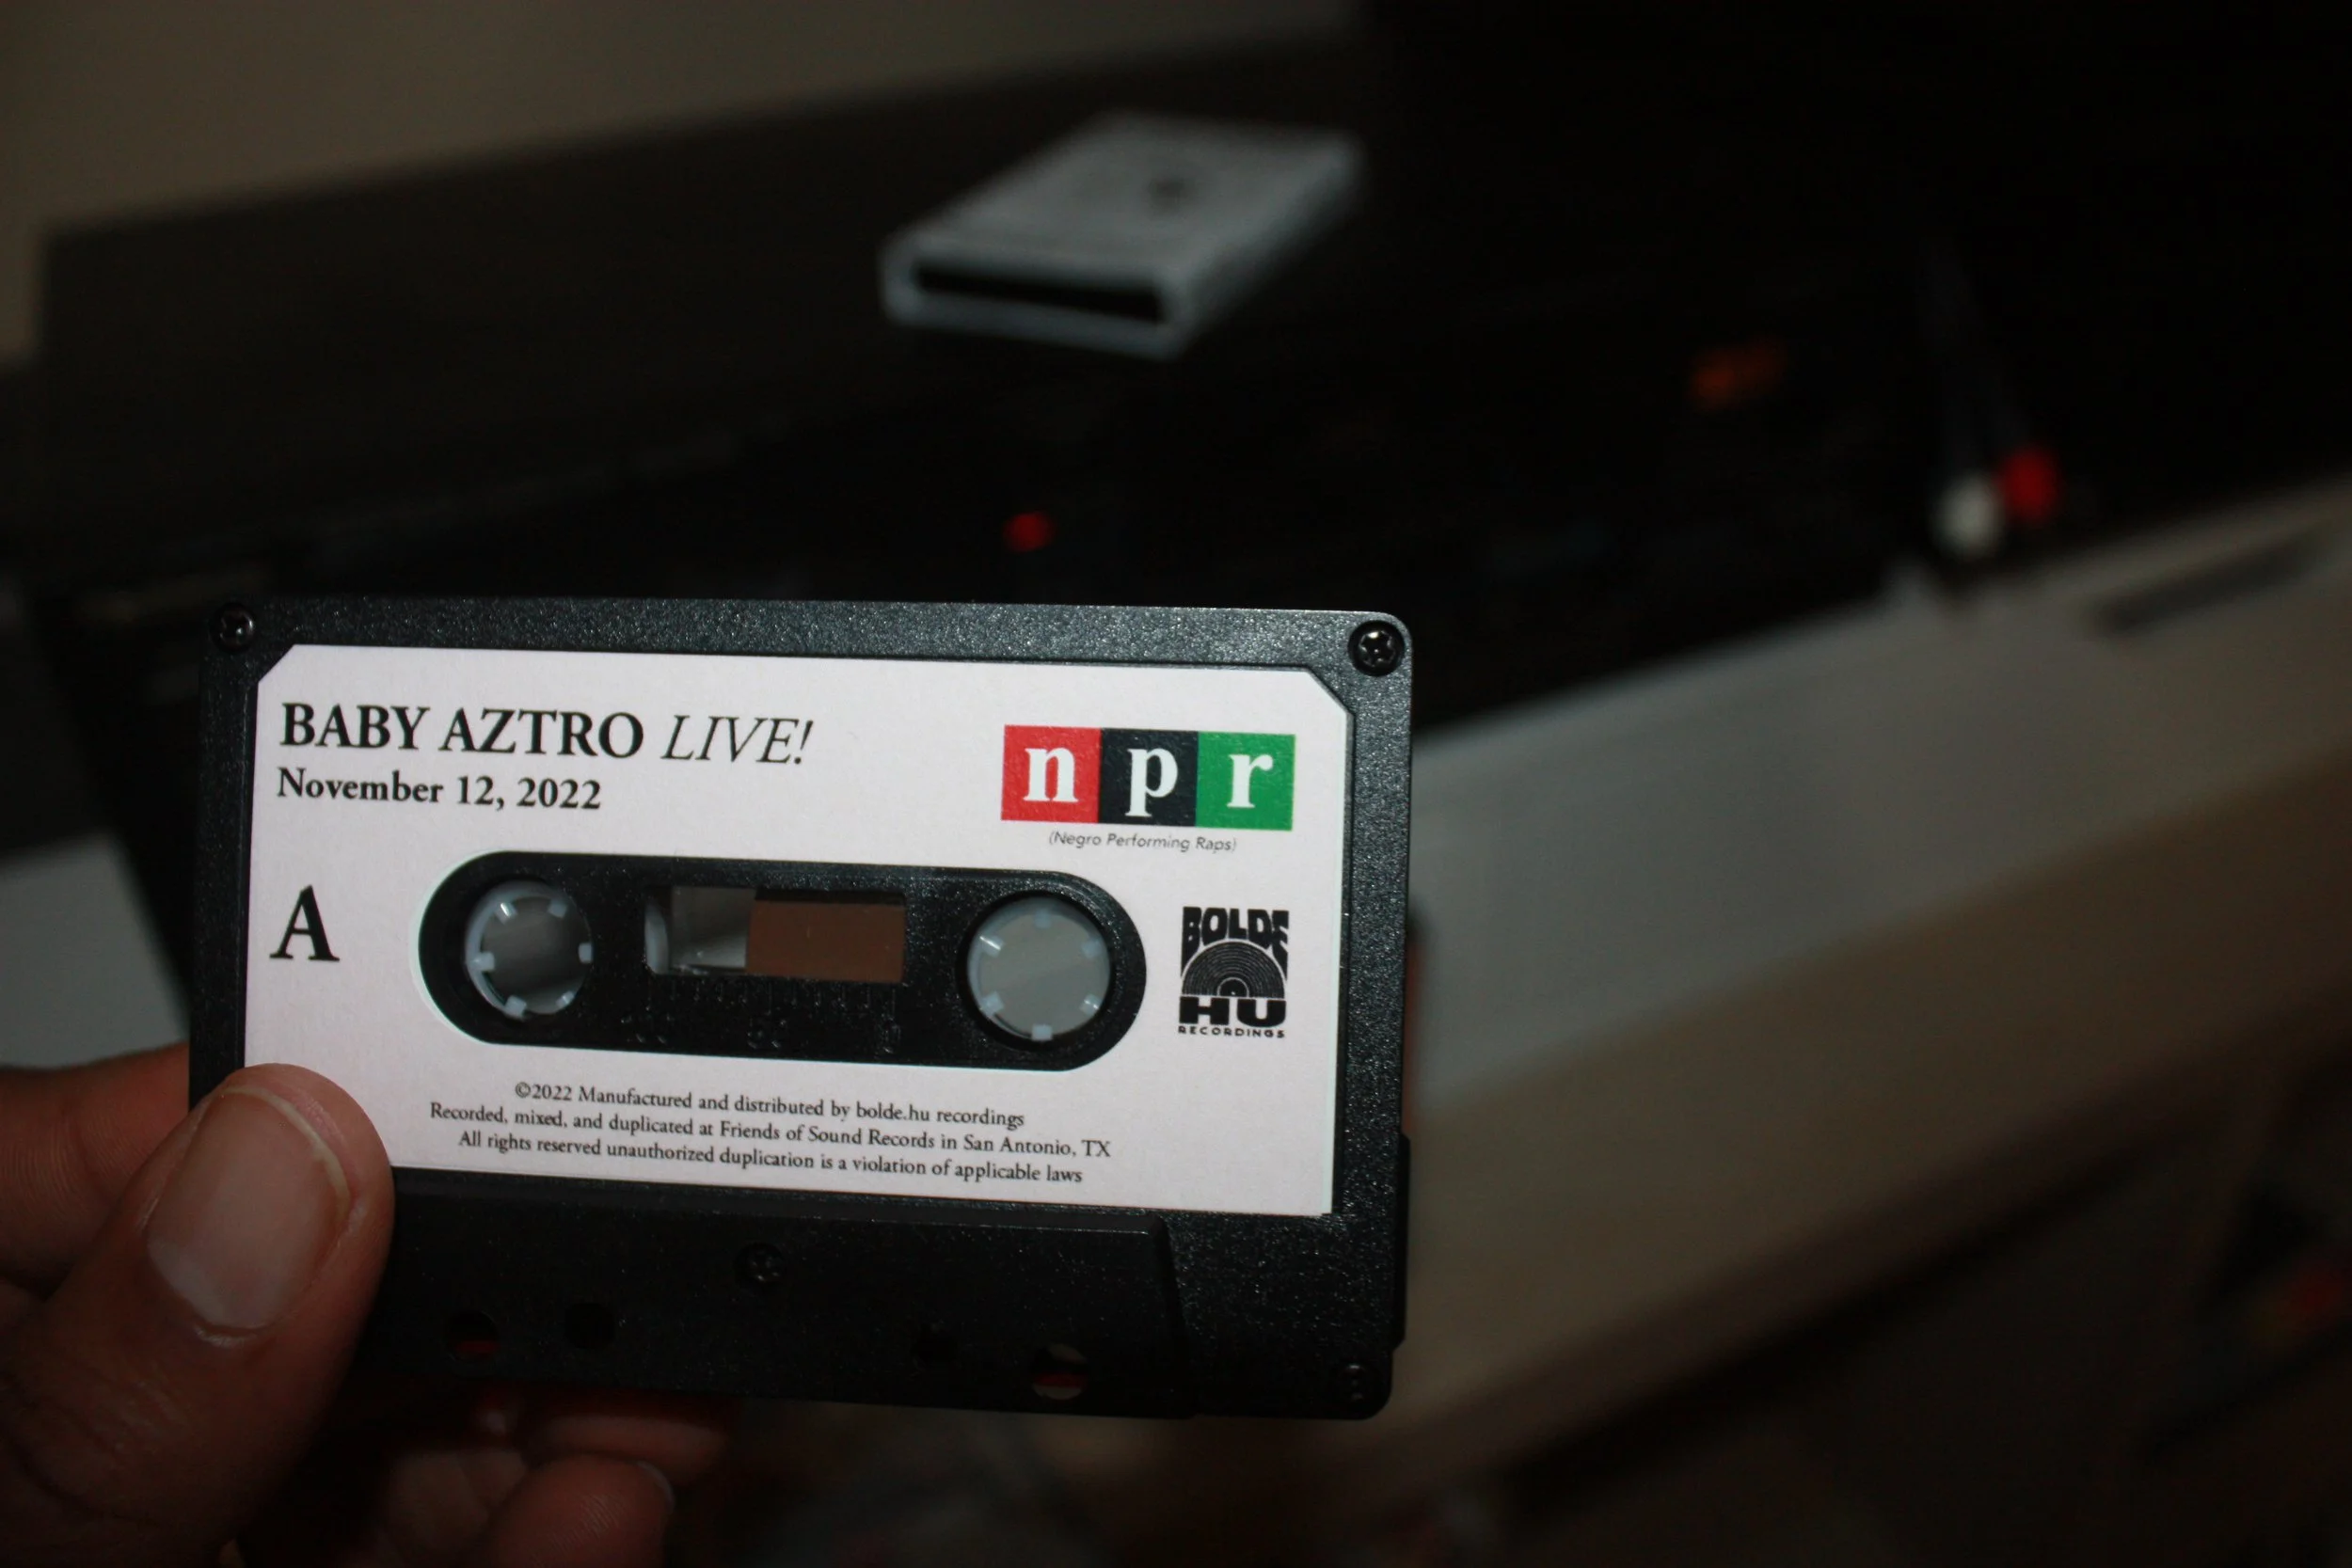 BABY AZTRO LIVE!
November 12, 2022
npr
(Negro Performing Raps)
A
BOLDE
HU
RECORDINGS
©2022 Manufactured and distributed by bolde.hu recordings
Recorded, mixed, and duplicated at Friends of Sound Records in San Antonio, TX
All rights reserved unauthorized duplication is a violation of applicable laws